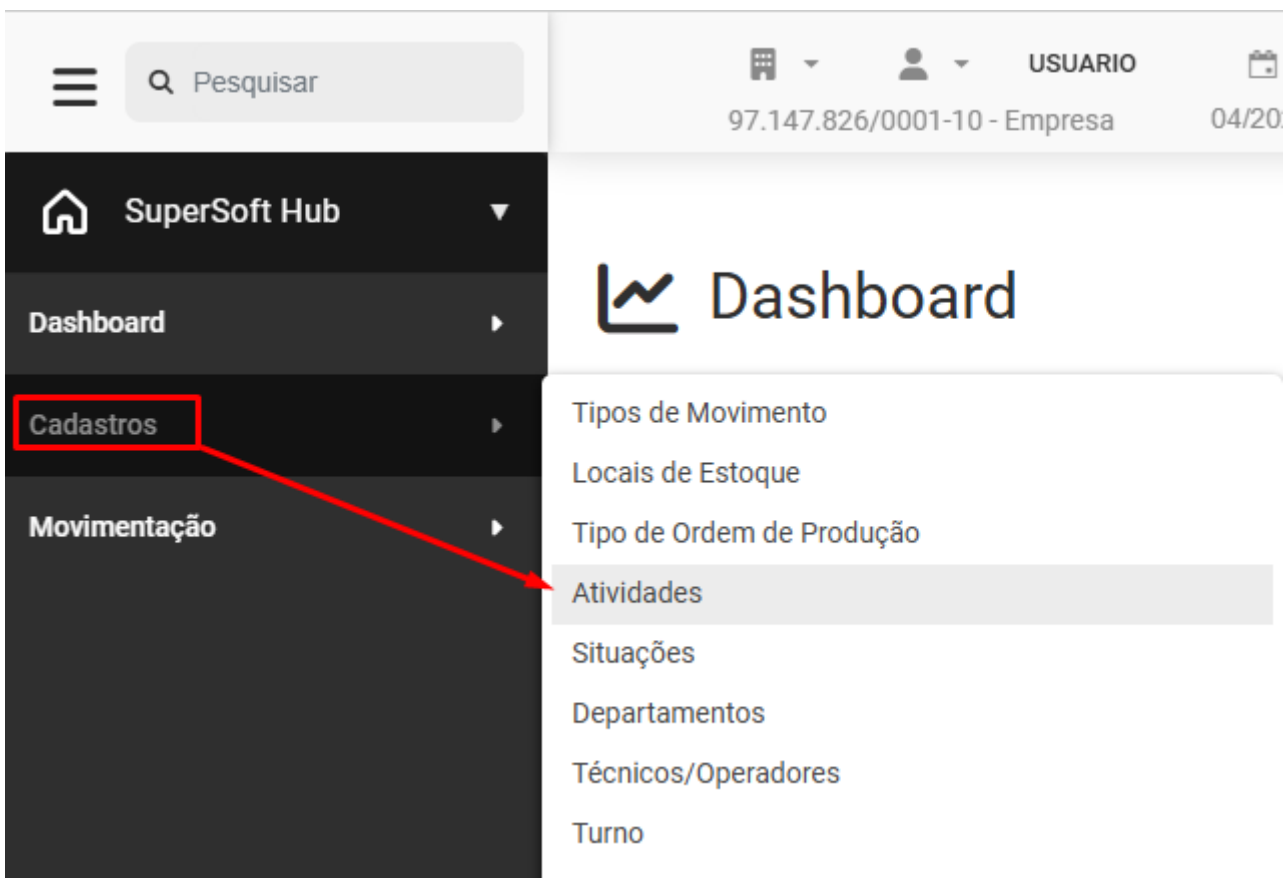 Pesquisar
USUARIO
97.147.826/0001-10 - Empresa
SuperSoft Hub
Dashboard
Dashboard
Cadastros
Movimentação
Tipos de Movimento
Locais de Estoque
Tipo de Ordem de Produção
Atividades
Situações
Departamentos
Técnicos/Operadores
Turno